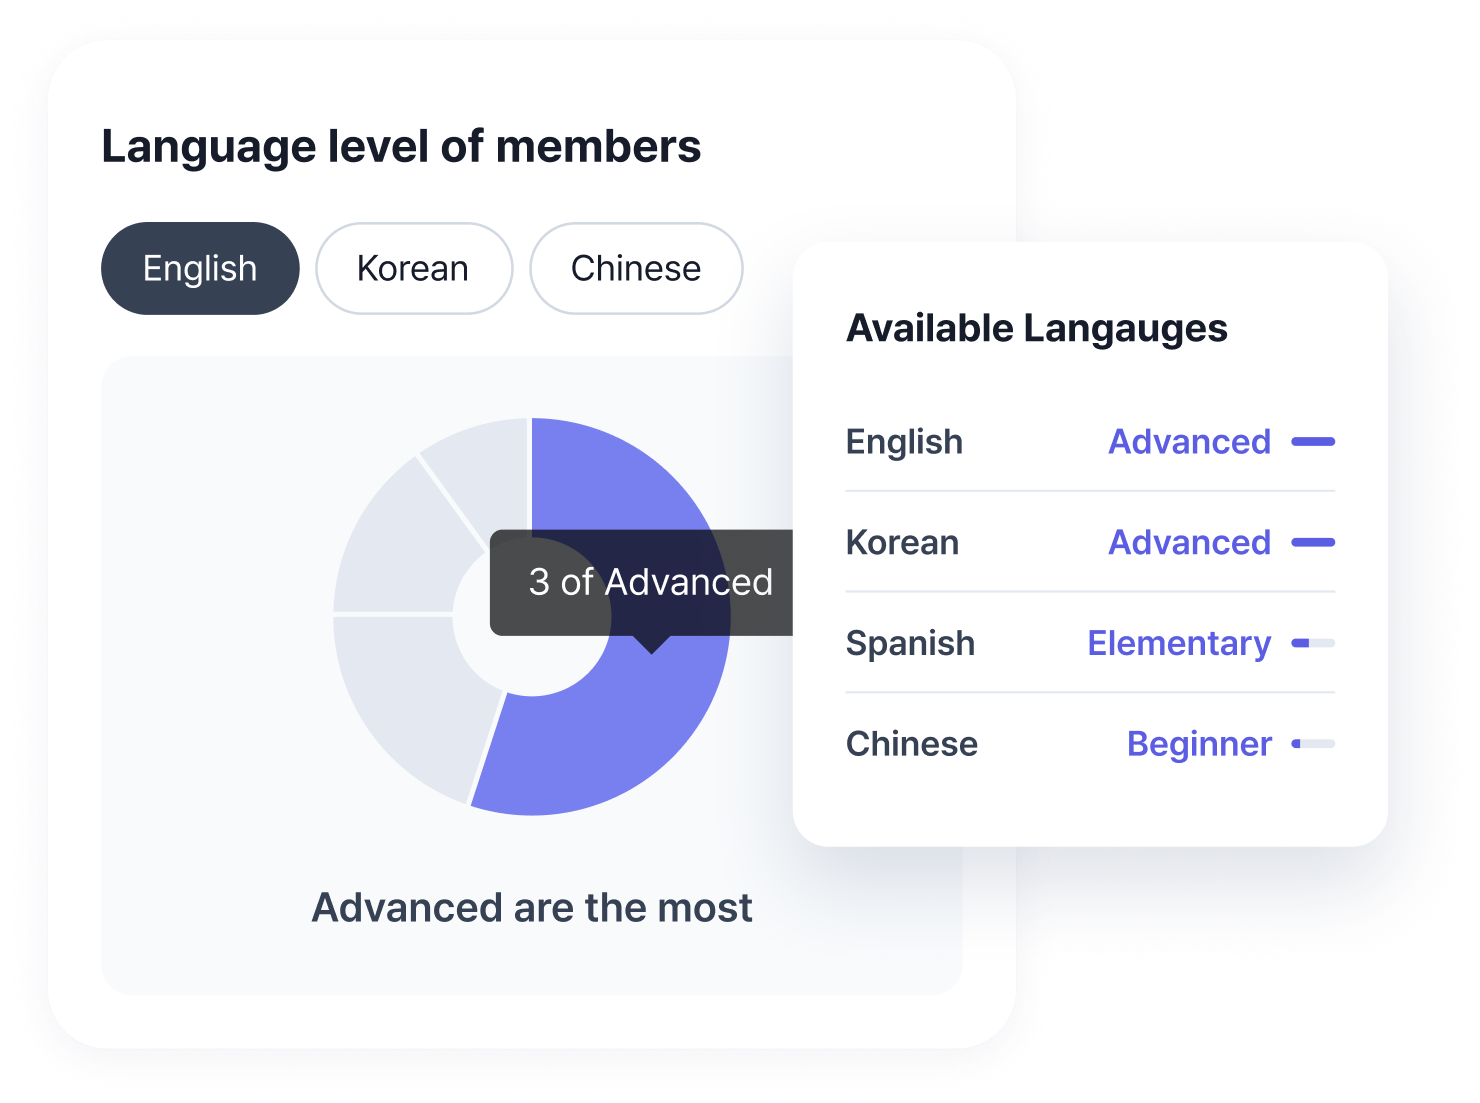 Language level of members
English Korean Chinese
3 of Advanced
Advanced are the most
Available Langauges
English Advanced
Korean Advanced
Spanish Elementary
Chinese Beginner